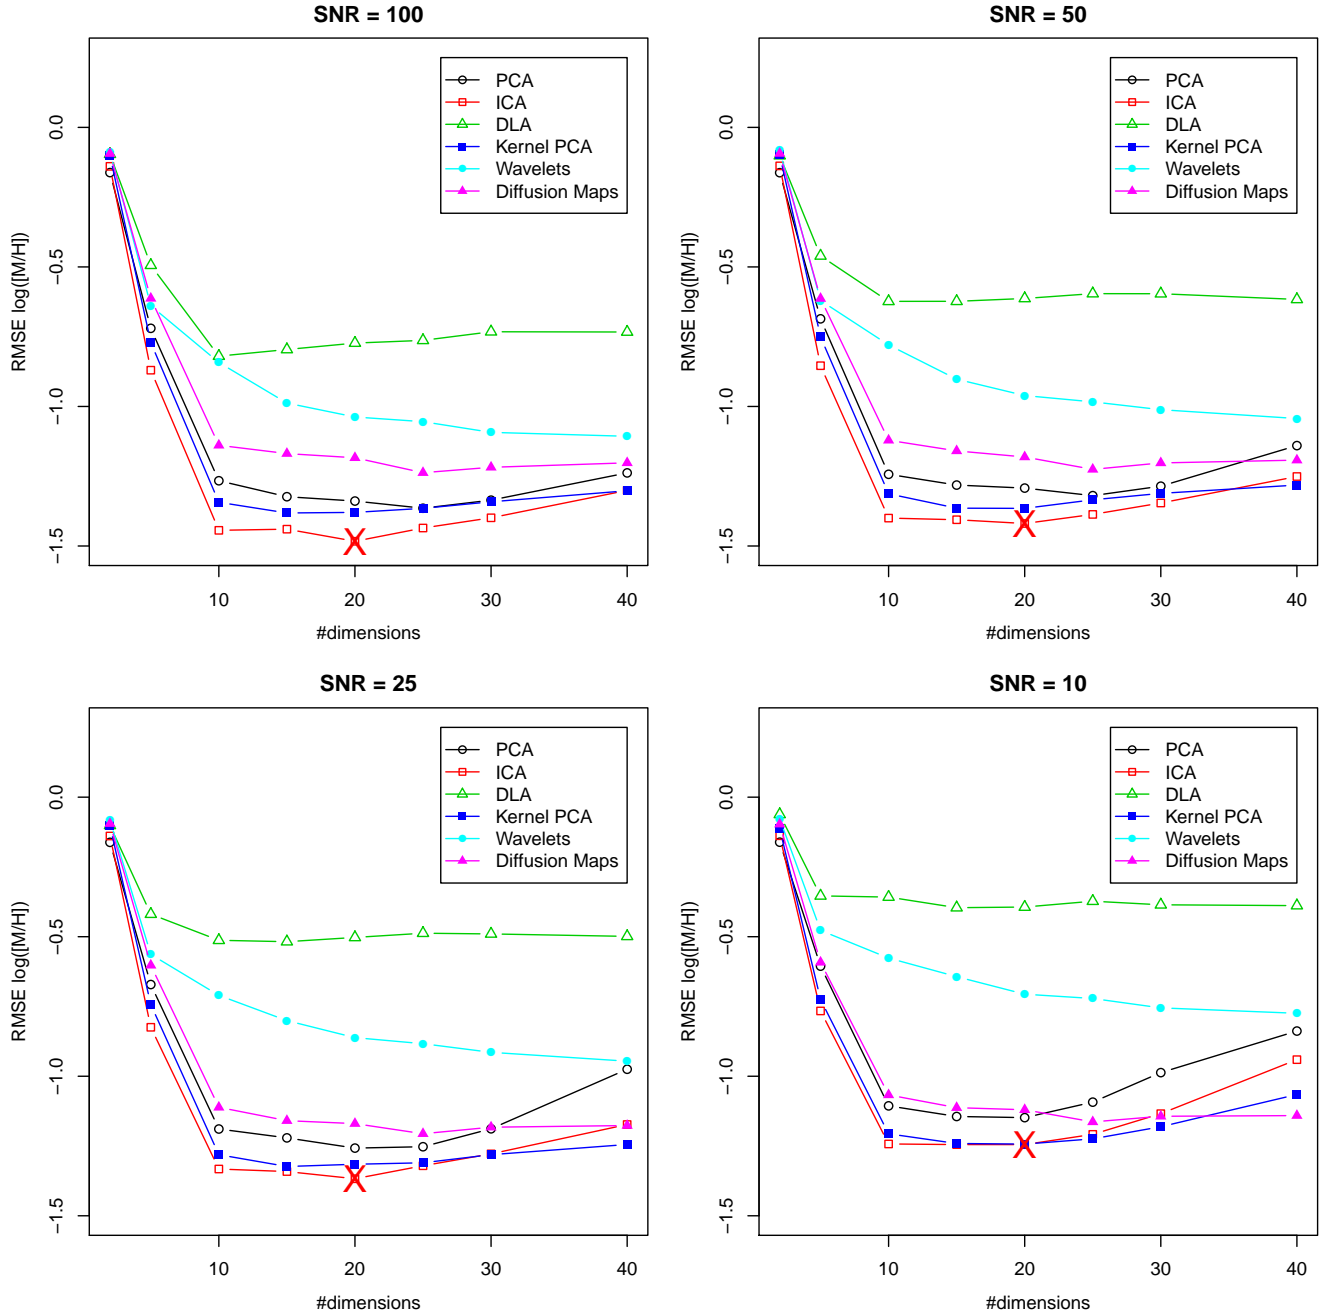 SNR = 100
PCA
ICA
DLA
Kernel PCA
Wavelets
Diffusion Maps
RMSE log([M/H])
0.0
−0.5
−1.0
−1.5
10
20
30
40
#dimensions
SNR = 50
PCA
ICA
DLA
Kernel PCA
Wavelets
Diffusion Maps
RMSE log([M/H])
0.0
−0.5
−1.0
−1.5
10
20
30
40
#dimensions
SNR = 25
PCA
ICA
DLA
Kernel PCA
Wavelets
Diffusion Maps
RMSE log([M/H])
0.0
−0.5
−1.0
−1.5
10
20
30
40
#dimensions
SNR = 10
PCA
ICA
DLA
Kernel PCA
Wavelets
Diffusion Maps
RMSE log([M/H])
0.0
−0.5
−1.0
−1.5
10
20
30
40
#dimensions